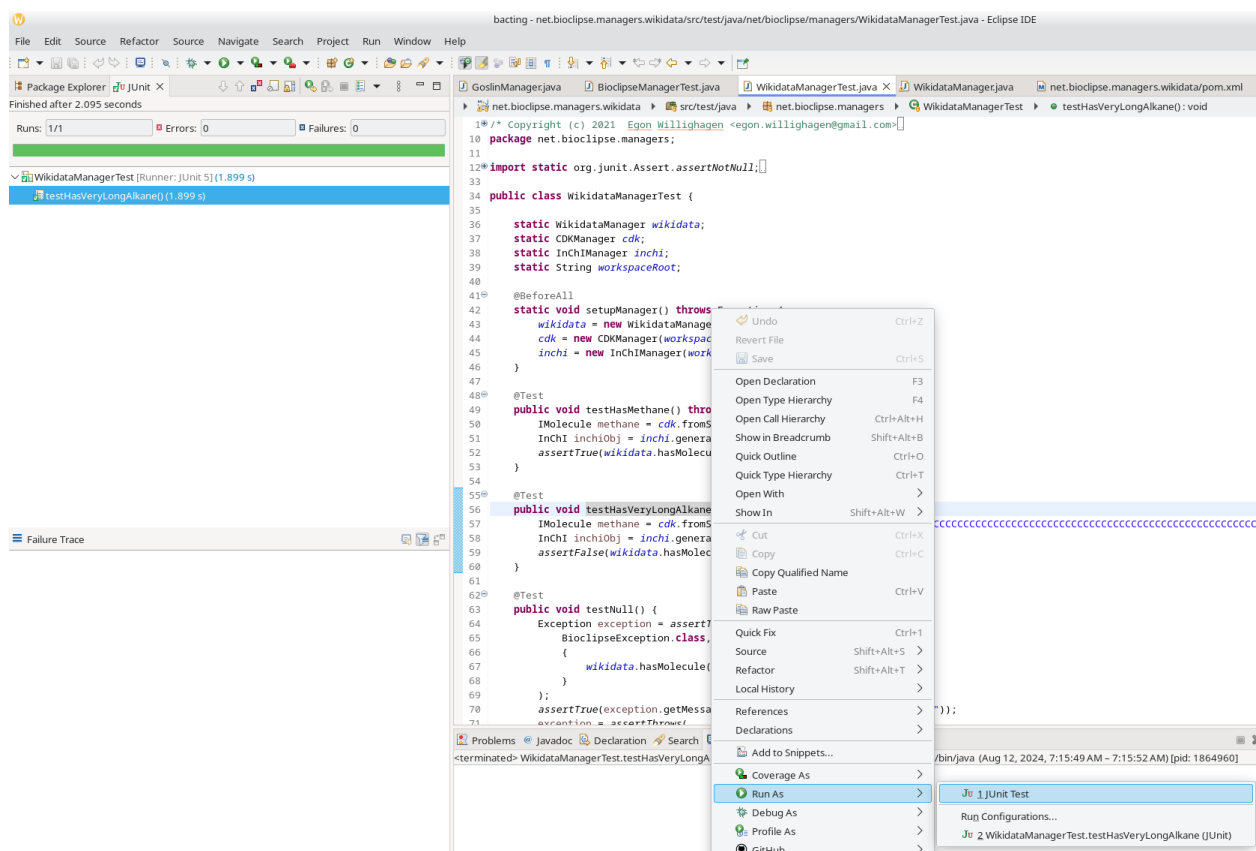 bacting - net.bioclipse.managers.wikidata/src/test/java/net/bioclipse/managers/WikidataManagerTest.java - Eclipse IDE
File Edit Source Refactor Source Navigate Search Project Run Window Help
Package Explorer JUnit
Finished after 2.095 seconds
Runs: 1/1 Errors: 0 Failures: 0
WikidataManagerTest [Runner: JUnit 5] (1.899 s)
testHasVeryLongAlkane() (1.899 s)
Failure Trace
GoslinManager.java BioclipseManagerTest.java WikidataManagerTest.java WikidataManager.java net.bioclipse.managers.wikidata/pom.xml
net.bioclipse.managers.wikidata src/test/java net.bioclipse.managers WikidataManagerTest testHasVeryLongAlkane() : void
1 /* Copyright (c) 2021 Egon Willighagen <egon.willighagen@gmail.com>
10 package net.bioclipse.managers;
11
12 import static org.junit.Assert.assertNotNull;
33
34 public class WikidataManagerTest {
35
36 static WikidataManager wikidata;
37 static CDKManager cdk;
38 static InChIManager inchi;
39 static String workspaceRoot;
40
41 @BeforeAll
42 static void setupManager() throws
43 wikidata = new WikidataManage
44 cdk = new CDKManager(workspac
45 inchi = new InChIManager(work
46 }
47
48 @Test
49 public void testHasMethane() thro
50 IMolecule methane = cdk.fromS
51 InChI inchiObj = inchi.genera
52 assertTrue(wikidata.hasMolecu
53 }
54
55 @Test
56 public void testHasVeryLongAlkane
57 IMolecule methane = cdk.fromS
58 InChI inchiObj = inchi.genera
59 assertFalse(wikidata.hasMolec
60 }
61
62 @Test
63 public void testNull() {
64 Exception exception = assertT
65 BioclipseException.class,
66 {
67 wikidata.hasMolecule(
68 }
69 );
70 assertTrue(exception.getMessa "));
71 exception = assertThrows(
Undo Ctrl+Z
Revert File
Save Ctrl+S
Open Declaration F3
Open Type Hierarchy F4
Open Call Hierarchy Ctrl+Alt+H
Show in Breadcrumb Shift+Alt+B
Quick Outline Ctrl+O
Quick Type Hierarchy Ctrl+T
Open With
Show In Shift+Alt+W
Cut Ctrl+X
Copy Ctrl+C
Copy Qualified Name
Paste Ctrl+V
Raw Paste
Quick Fix Ctrl+1
Source Shift+Alt+S
Refactor Shift+Alt+T
Local History
References
Declarations
Add to Snippets...
Coverage As
Run As
Debug As
Profile As
GitHub
1 JUnit Test
Run Configurations...
2 WikidataManagerTest.testHasVeryLongAlkane (JUnit)
Problems Javadoc Declaration Search
<terminated> WikidataManagerTest.testHasVeryLongA /bin/java (Aug 12, 2024, 7:15:49 AM – 7:15:52 AM) [pid: 1864960]